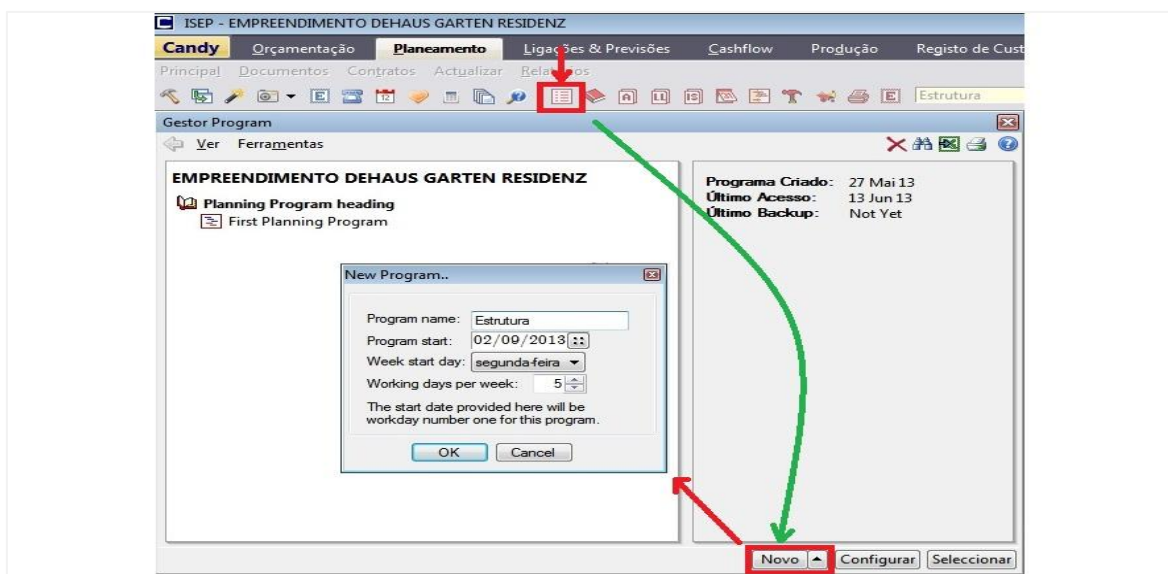 ISEP - EMPREENDIMENTO DEHAUS GARTEN RESIDENZ
Candy Orçamentação Planeamento Ligações & Previsões Cashflow Produção Registo de Cust
Principal Documentos Contratos Actualizar Relatórios
Estrutura
Gestor Program
Ver Ferramentas
EMPREENDIMENTO DEHAUS GARTEN RESIDENZ
Planning Program heading
First Planning Program
Programa Criado: 27 Mai 13
Último Acesso: 13 Jun 13
Último Backup: Not Yet
New Program..
Program name: Estrutura
Program start: 02/09/2013
Week start day: segunda-feira
Working days per week: 5
The start date provided here will be
workday number one for this program.
OK Cancel
Novo Configurar Seleccionar